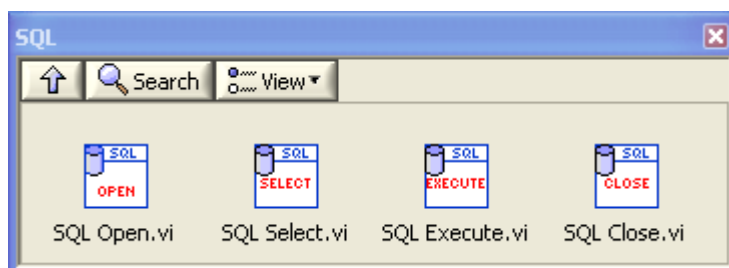 SQL
Search View
SQL SQL SQL SQL
OPEN SELECT EXECUTE CLOSE
SQL Open.vi SQL Select.vi SQL Execute.vi SQL Close.vi